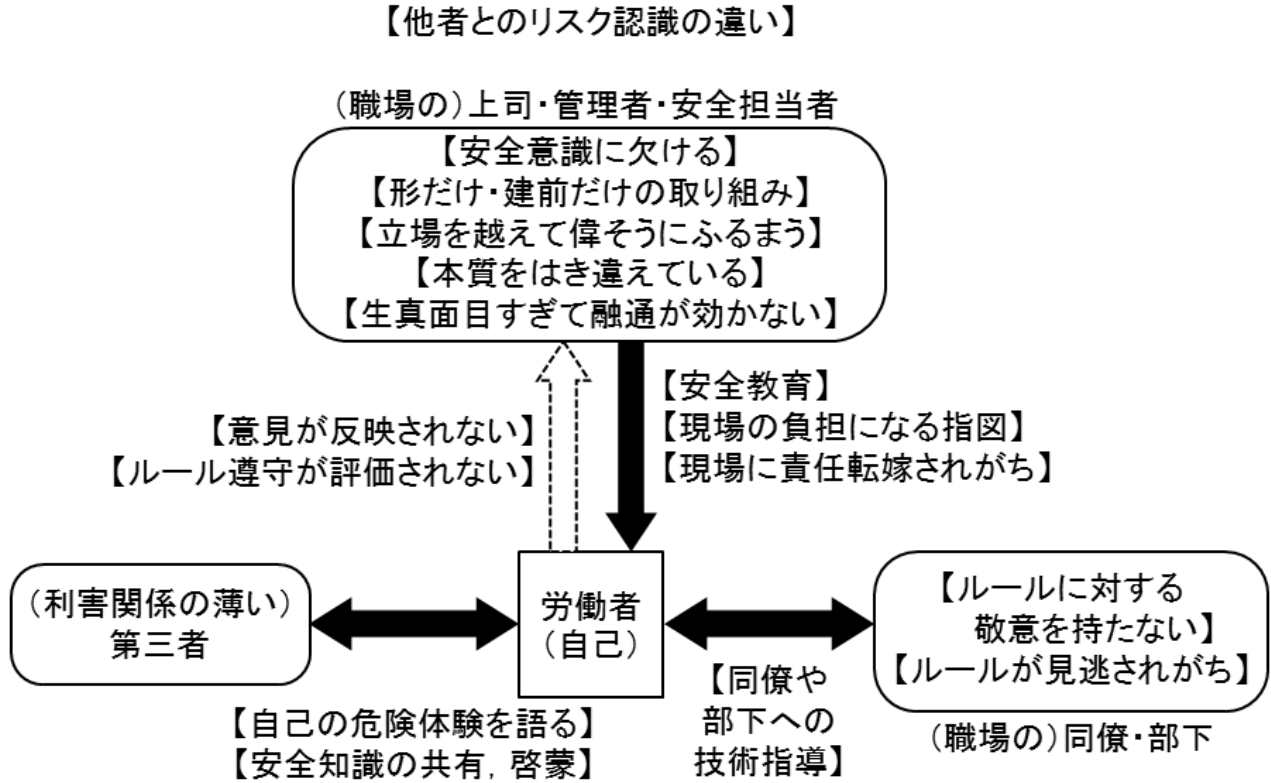 【他者とのリスク認識の違い】
（職場の）上司・管理者・安全担当者
【安全意識に欠ける】
【形だけ・建前だけの取り組み】
【立場を越えて偉そうにふるまう】
【本質をはき違えている】
【生真面目すぎて融通が効かない】
【意見が反映されない】
【ルール遵守が評価されない】
【安全教育】
【現場の負担になる指図】
【現場に責任転嫁されがち】
（利害関係の薄い）
第三者
労働者
（自己）
【ルールに対する
敬意を持たない】
【ルールが見逃されがち】
（職場の）同僚・部下
【自己の危険体験を語る】
【安全知識の共有，啓蒙】
【同僚や
部下への
技術指導】